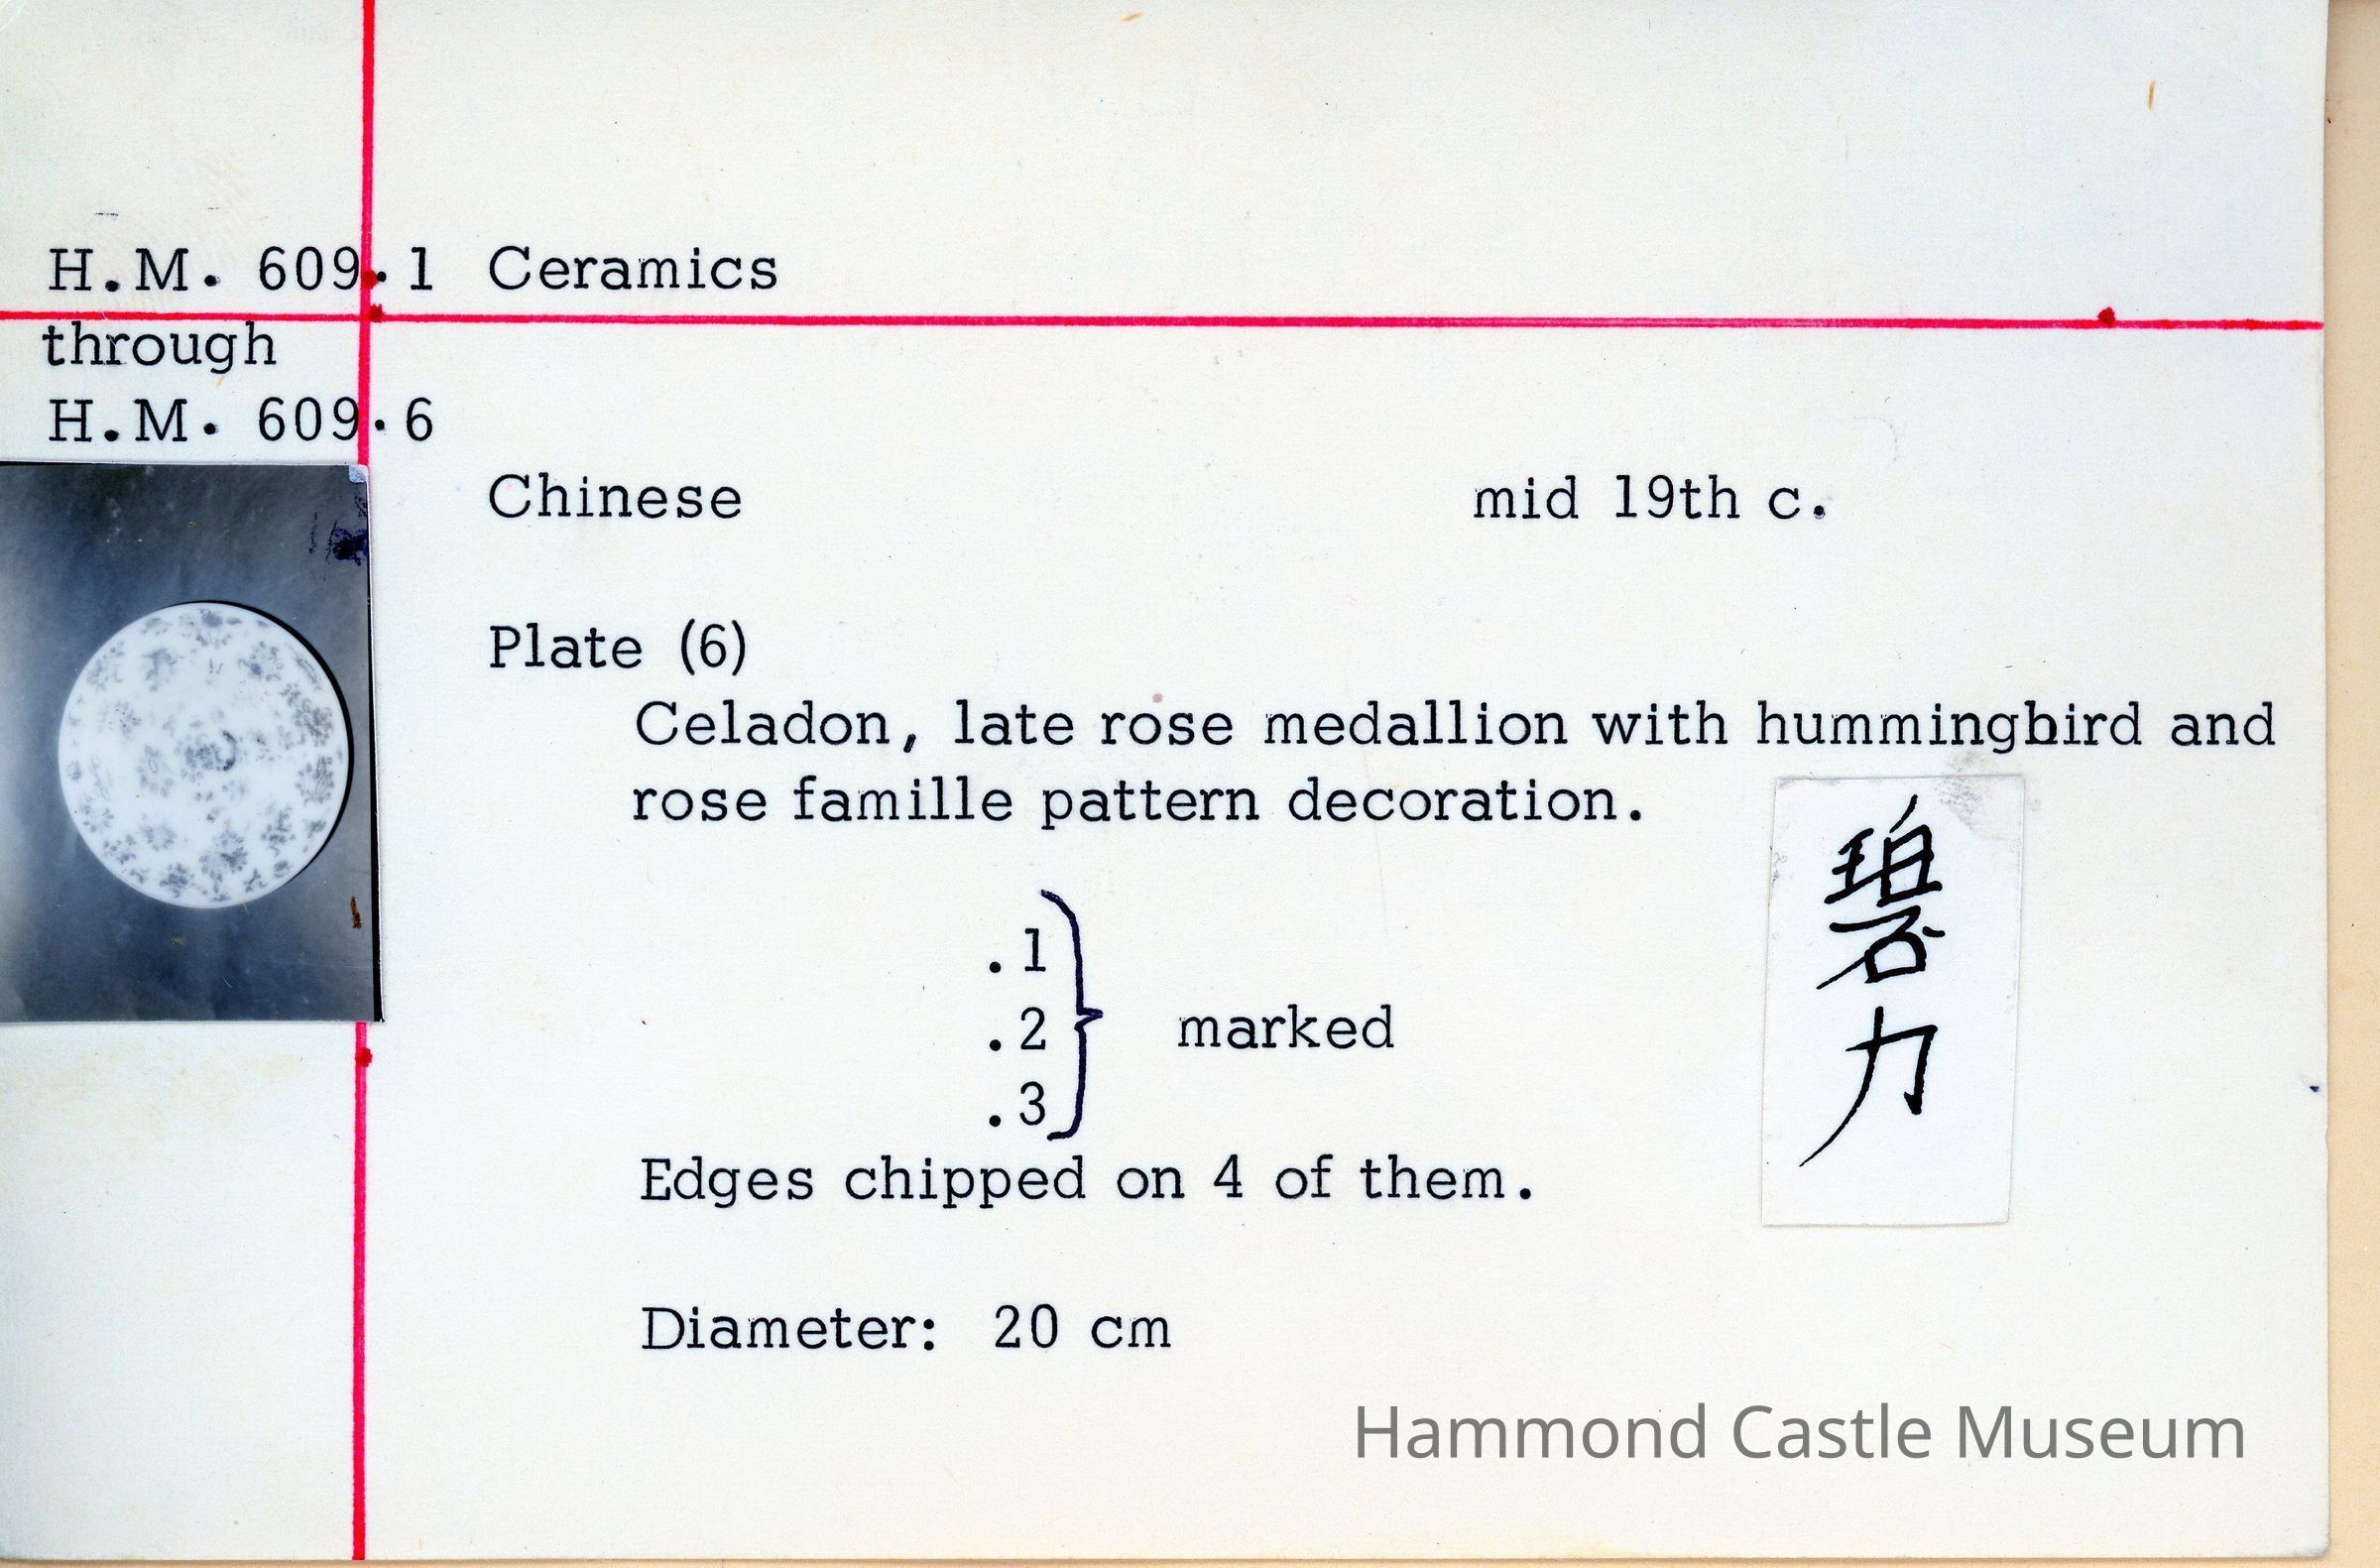 H.M. 609.1 Ceramics
through
H.M. 609.6
Chinese mid 19th c.
Plate (6)
Celadon, late rose medallion with hummingbird and
rose famille pattern decoration.
.1
.2 marked
.3
碧
力
Edges chipped on 4 of them.
Diameter: 20 cm
Hammond Castle Museum